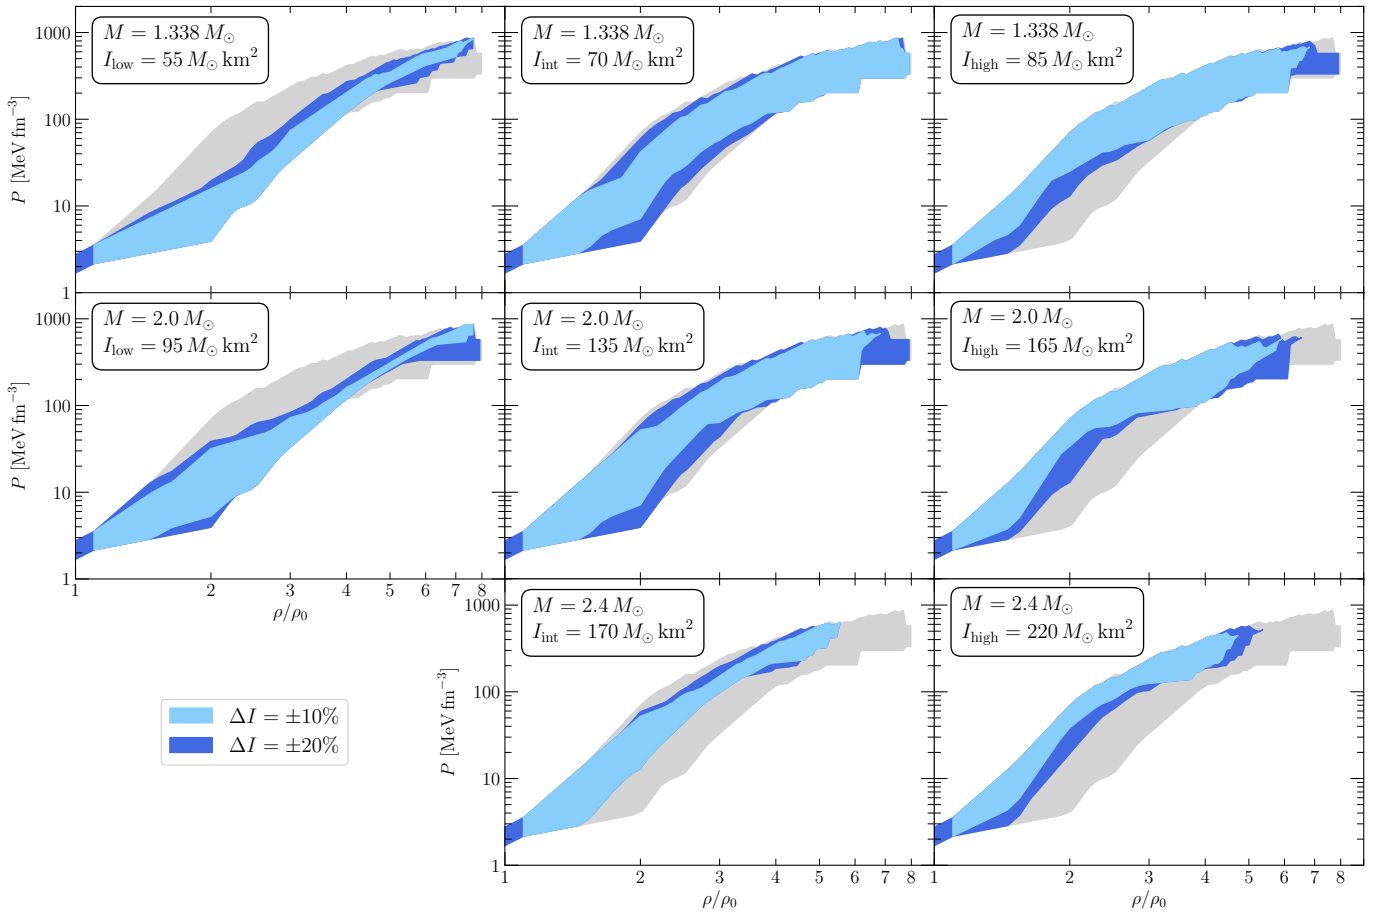 1000
100
10
1
P [MeV fm⁻³]
M = 1.338 M☉
I_low = 55 M☉ km²
M = 1.338 M☉
I_int = 70 M☉ km²
M = 1.338 M☉
I_high = 85 M☉ km²
1000
100
10
1
P [MeV fm⁻³]
M = 2.0 M☉
I_low = 95 M☉ km²
M = 2.0 M☉
I_int = 135 M☉ km²
M = 2.0 M☉
I_high = 165 M☉ km²
1 2 3 4 5 6 7 8
ρ/ρ₀
1000
100
10
1
P [MeV fm⁻³]
M = 2.4 M☉
I_int = 170 M☉ km²
M = 2.4 M☉
I_high = 220 M☉ km²
ΔI = ±10%
ΔI = ±20%
1 2 3 4 5 6 7 8
ρ/ρ₀
1 2 3 4 5 6 7 8
ρ/ρ₀